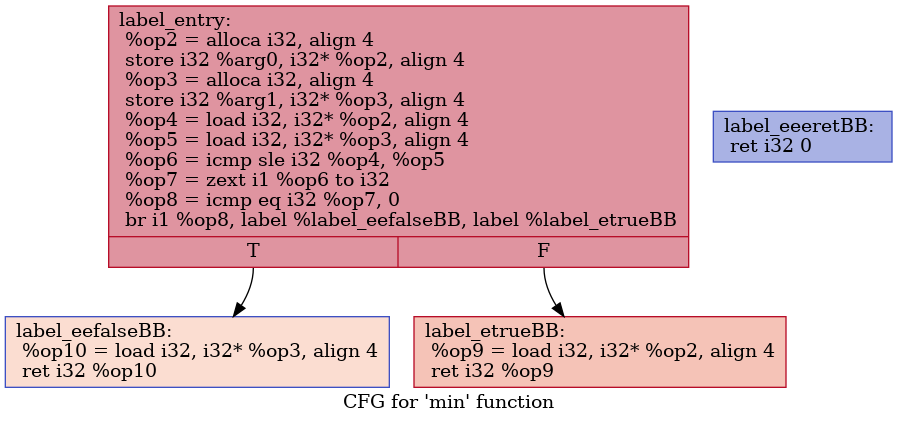 label_entry:
%op2 = alloca i32, align 4
store i32 %arg0, i32* %op2, align 4
%op3 = alloca i32, align 4
store i32 %arg1, i32* %op3, align 4
%op4 = load i32, i32* %op2, align 4
%op5 = load i32, i32* %op3, align 4
%op6 = icmp sle i32 %op4, %op5
%op7 = zext i1 %op6 to i32
%op8 = icmp eq i32 %op7, 0
br i1 %op8, label %label_eefalseBB, label %label_etrueBB
T
F
label_eeeretBB:
ret i32 0
label_eefalseBB:
%op10 = load i32, i32* %op3, align 4
ret i32 %op10
label_etrueBB:
%op9 = load i32, i32* %op2, align 4
ret i32 %op9
CFG for 'min' function